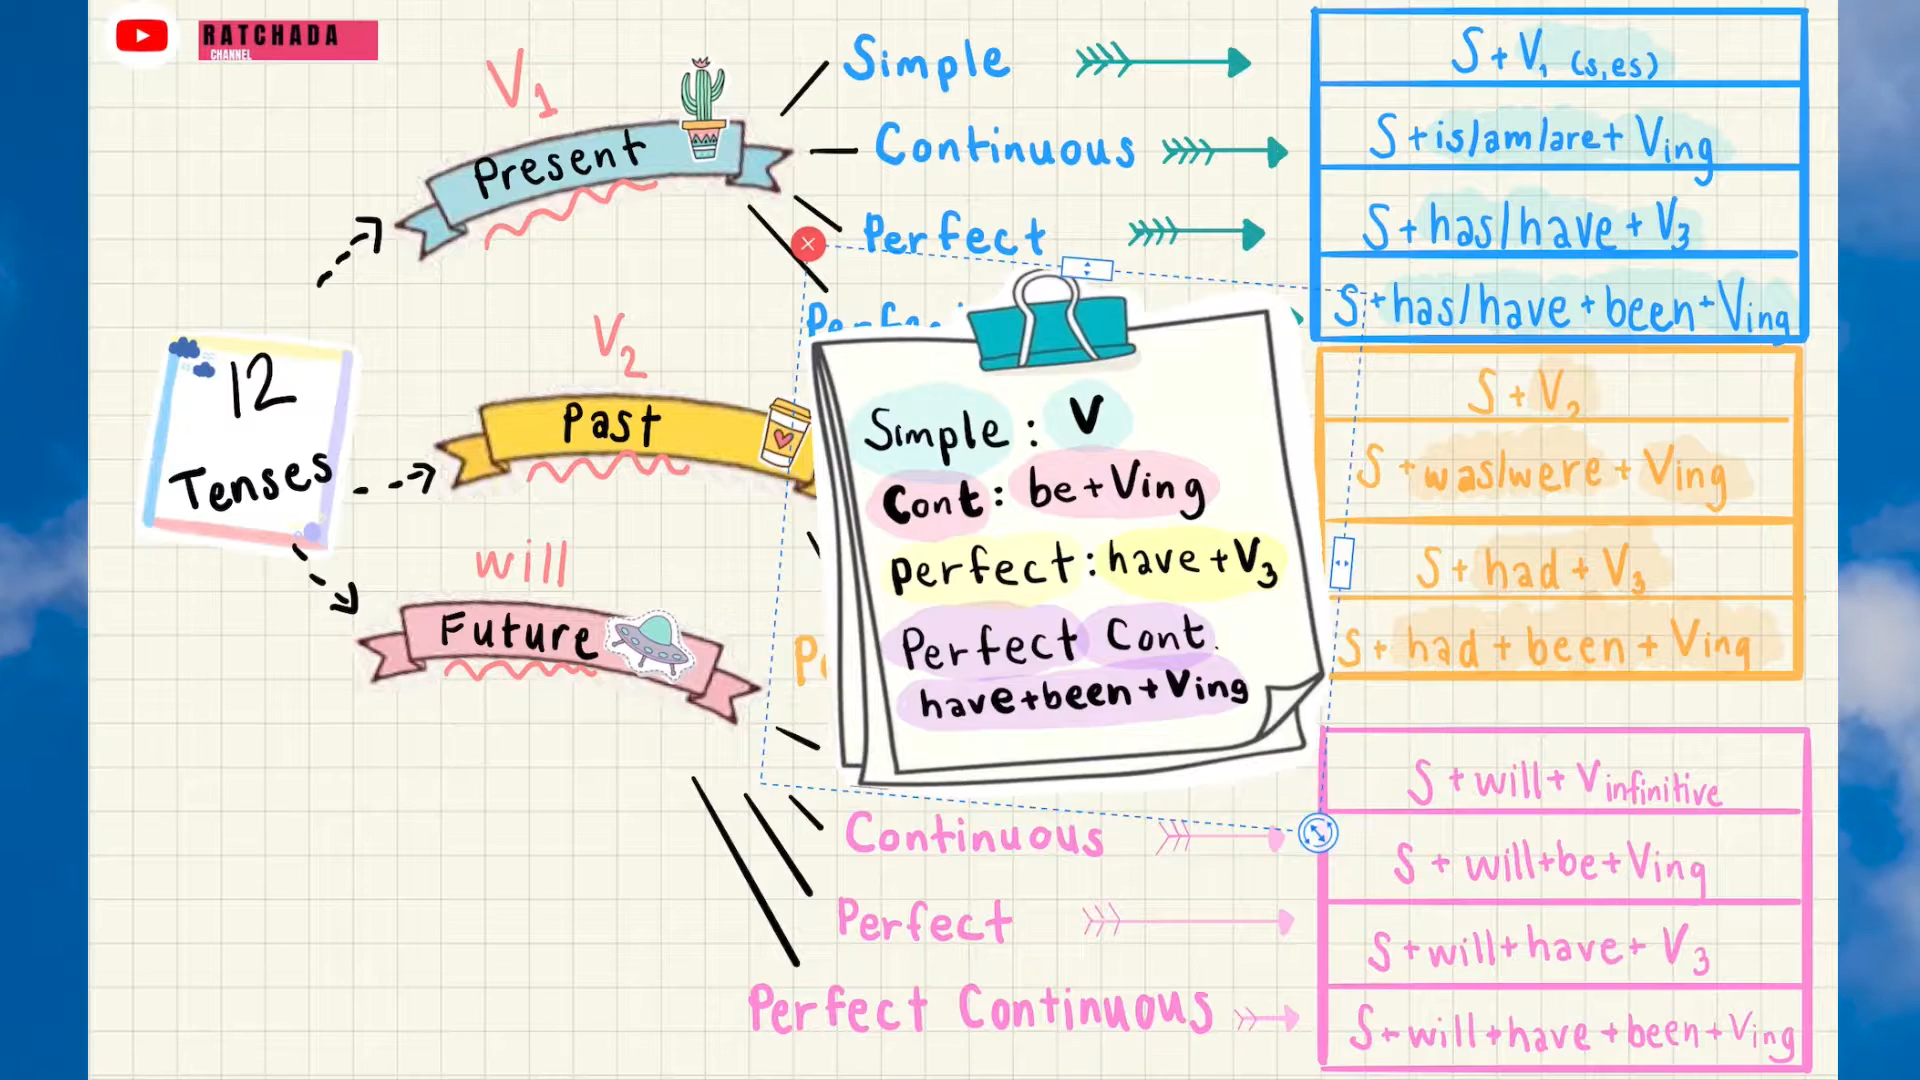 RATCHADA
CHANNEL
12
Tenses
V1
Present
Simple
S + V1 (s,es)
Continuous
S + is/am/are + Ving
Perfect
S + has/have + V3
S + has/have + been + Ving
V2
Past
S + V2
S + was/were + Ving
S + had + V3
S + had + been + Ving
Simple : V
Cont : be + Ving
perfect : have + V3
Perfect Cont.
have + been + Ving
will
Future
S + will + Vinfinitive
Continuous
S + will + be + Ving
Perfect
S + will + have + V3
Perfect Continuous
S + will + have + been + Ving